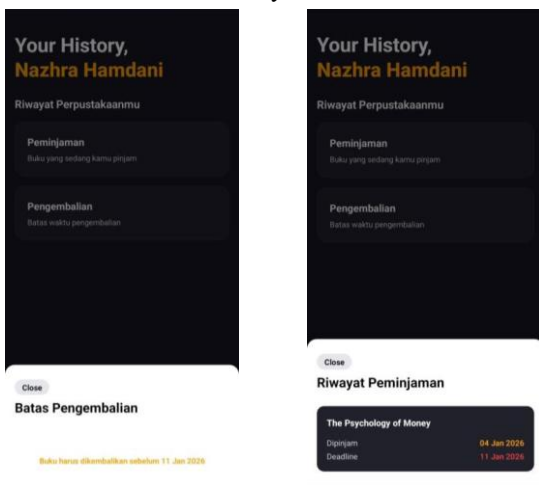 Your History,
Nazhra Hamdani
Riwayat Perpustakaanmu
Peminjaman
Buku yang sedang kamu pinjam
Pengembalian
Batas waktu pengembalian
Close
Batas Pengembalian
Buku harus dikembalikan sebelum 11 Jan 2026
Your History,
Nazhra Hamdani
Riwayat Perpustakaanmu
Peminjaman
Buku yang sedang kamu pinjam
Pengembalian
Batas waktu pengembalian
Close
Riwayat Peminjaman
The Psychology of Money
Dipinjam 04 Jan 2026
Deadline 11 Jan 2026